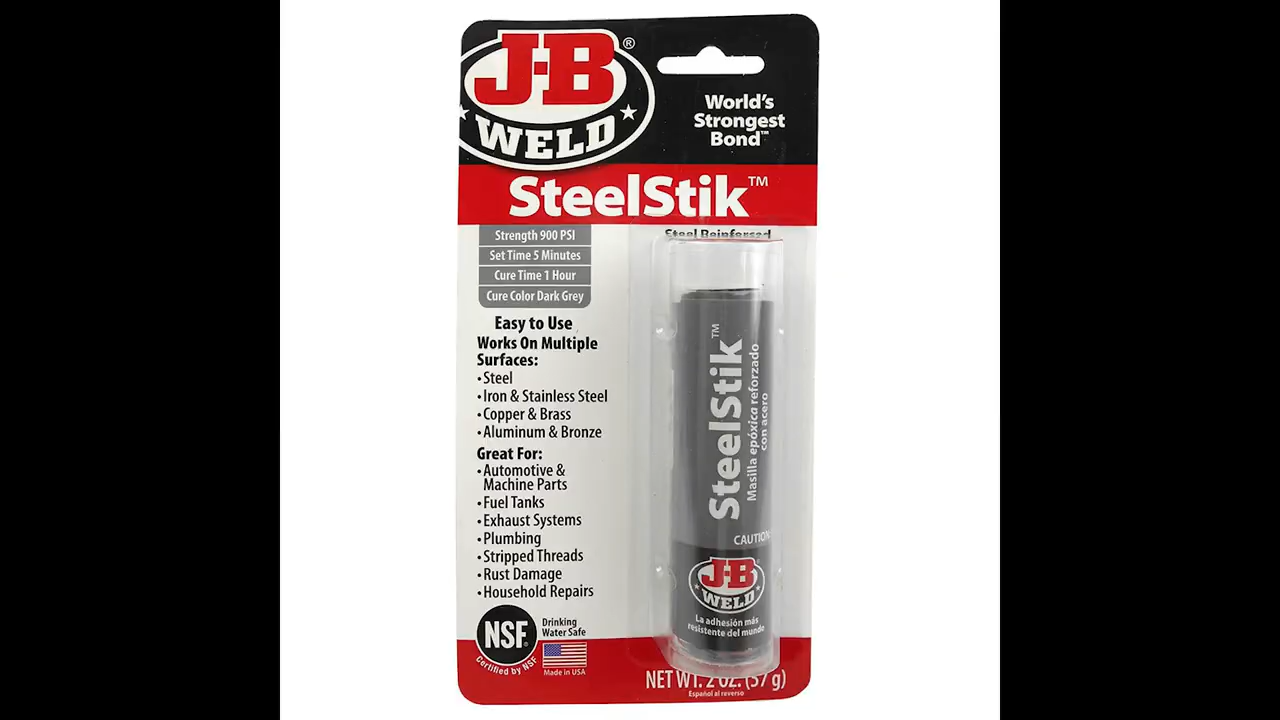 J-B®
WELD
World's
Strongest
Bond™
SteelStik™
Strength 900 PSI
Set Time 5 Minutes
Cure Time 1 Hour
Cure Color Dark Grey
Steel Reinforced
Easy to Use
Works On Multiple
Surfaces:
•Steel
•Iron & Stainless Steel
•Copper & Brass
•Aluminum & Bronze
Great For:
•Automotive &
Machine Parts
•Fuel Tanks
•Exhaust Systems
•Plumbing
•Stripped Threads
•Rust Damage
•Household Repairs
NSF®
Certified by NSF
Drinking
Water Safe
Made in USA
SteelStik™
Masilla epóxica reforzado
con acero
CAUTION
J-B®
WELD
La adhesión más
resistente del mundo
NET WT. 2 OZ. (57 g)
Español al reverso